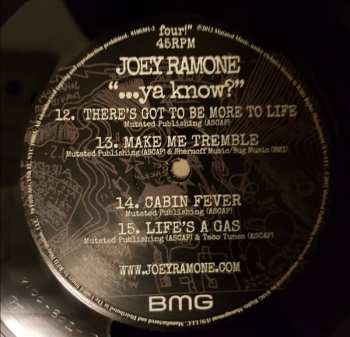 four!"
45RPM
JOEY RAMONE
"...ya know?"
12. THERE'S GOT TO BE MORE TO LIFE
Mutated Publishing (ASCAP)
13. MAKE ME TREMBLE
Mutated Publishing (ASCAP) & Shernoff Music/Bug Music (BMI)
14. CABIN FEVER
Mutated Publishing (ASCAP)
15. LIFE'S A GAS
Mutated Publishing (ASCAP) & Taco Tunes (ASCAP)
WWW.JOEYRAMONE.COM
BMG